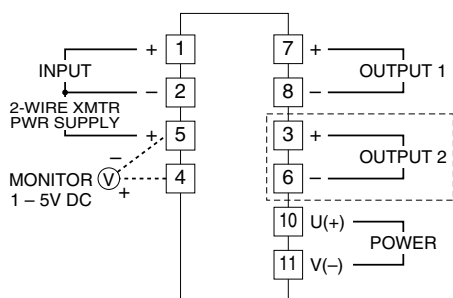 + 1
INPUT
− 2
2-WIRE XMTR
PWR SUPPLY
+ 5
−
MONITOR V 4
+
1 – 5V DC
7 +
OUTPUT 1
8 −
3 +
OUTPUT 2
6 −
10 U(+)
POWER
11 V(−)